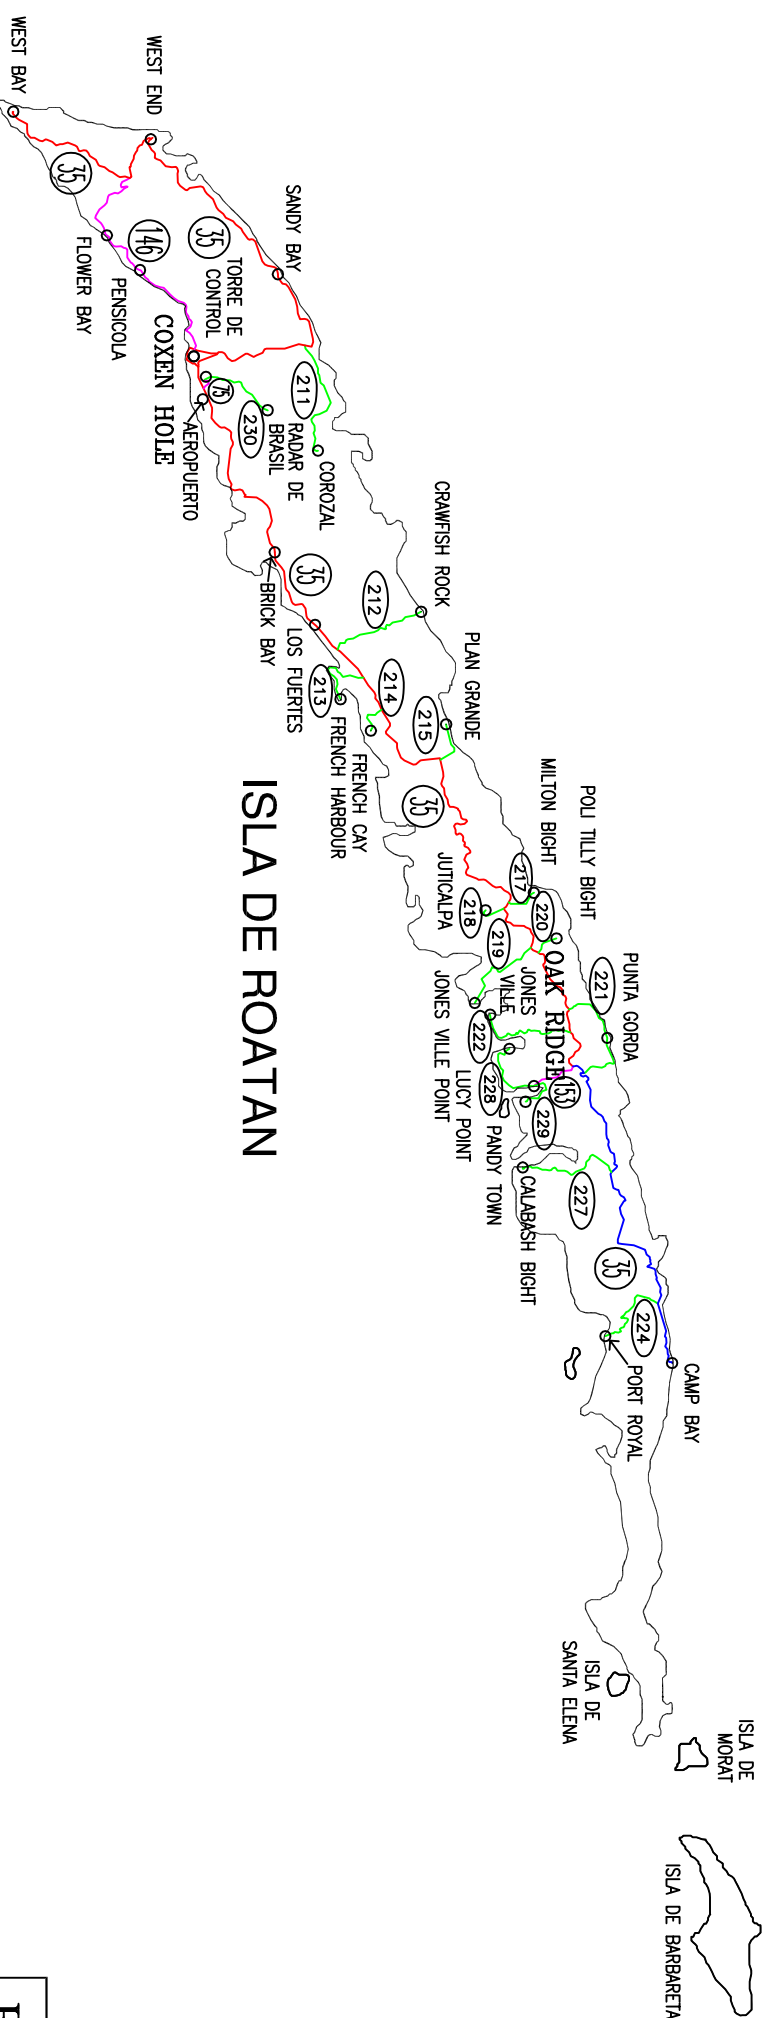 WEST BAY
WEST END
35
FLOWER BAY
146
PENSICOLA
35
SANDY BAY
TORRE DE
CONTROL
COXEN HOLE
75
AEROPUERTO
230
211
RADAR DE
BRASIL
COROZAL
BRICK BAY
35
LOS FUERTES
212
CRAWFISH ROCK
213
FRENCH HARBOUR
214
FRENCH CAY
215
PLAN GRANDE
35
ISLA DE ROATAN
JUTICALPA
218
217
MILTON BIGHT
220
POLI TILLY BIGHT
219
JONES
VILLE
JONES VILLE POINT
OAK RIDGE
221
PUNTA GORDA
222
LUCY POINT
228
PANDY TOWN
153
229
CALABASH BIGHT
227
35
224
PORT ROYAL
CAMP BAY
ISLA DE
SANTA ELENA
ISLA DE
MORAT
ISLA DE BARBARETA